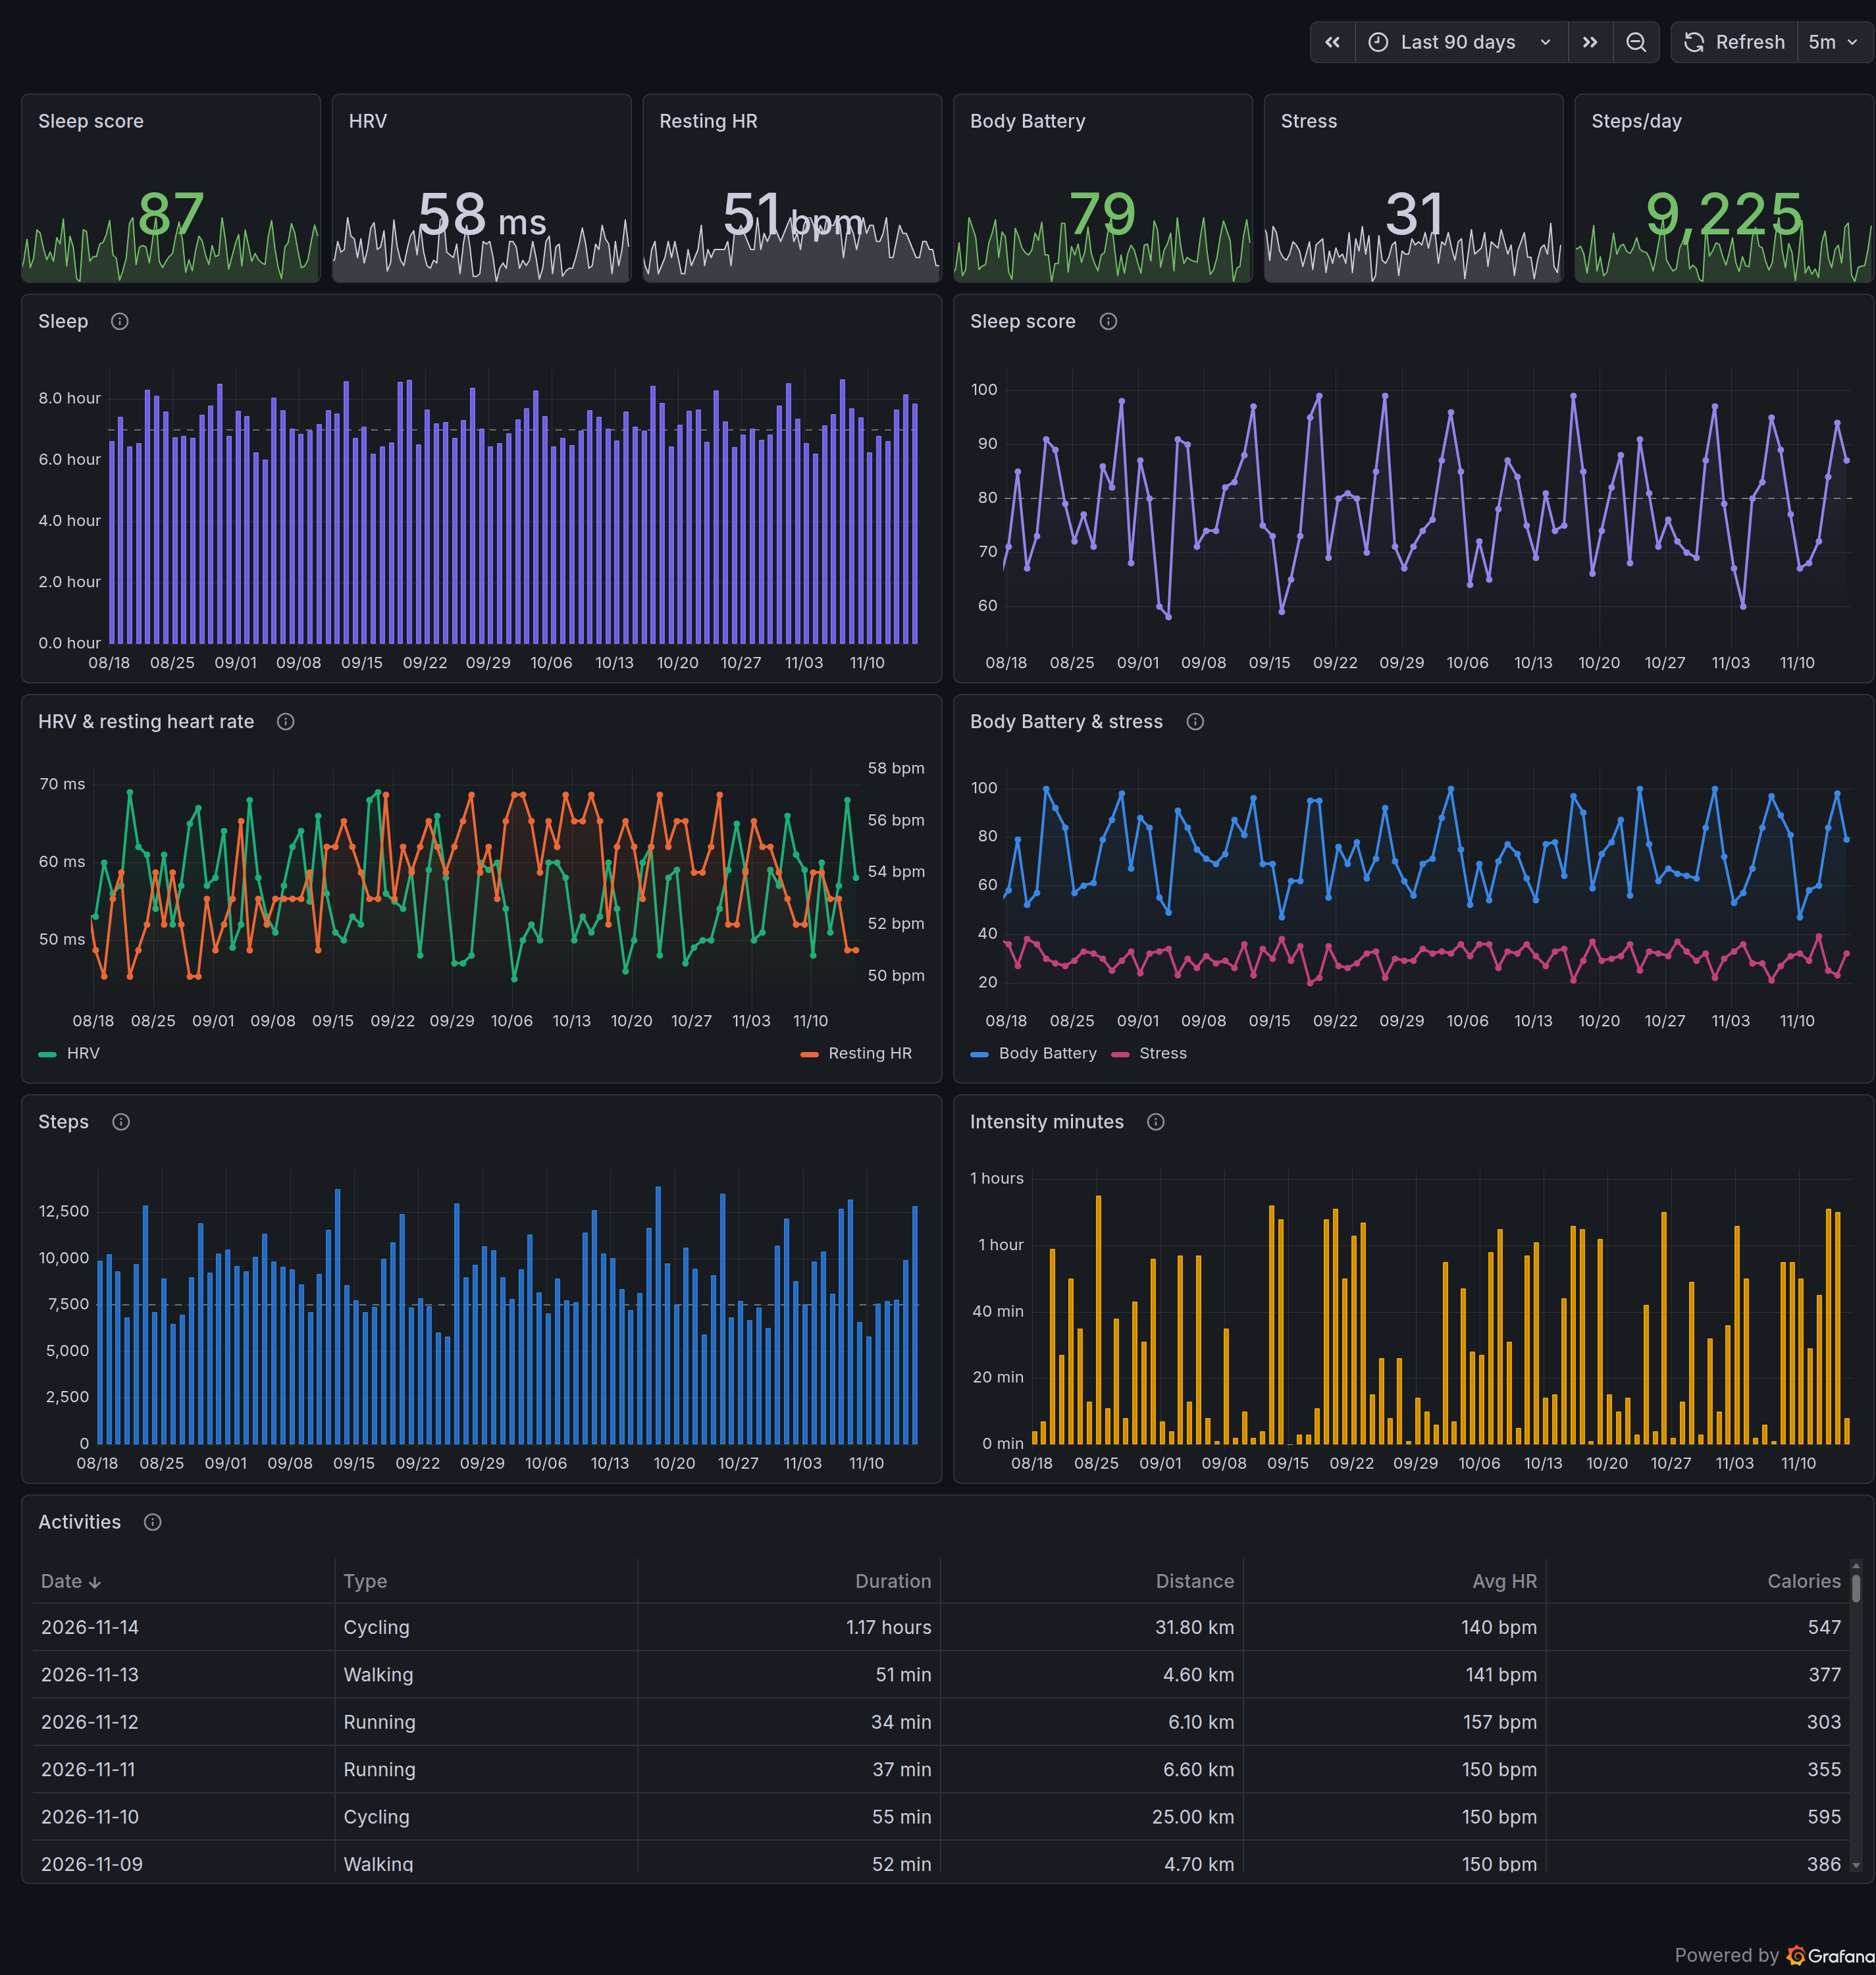 Last 90 days Refresh 5m
Sleep score HRV Resting HR Body Battery Stress Steps/day
87 58 ms 51 bpm 79 31 9,225
Sleep
8.0 hour
6.0 hour
4.0 hour
2.0 hour
0.0 hour
08/18 08/25 09/01 09/08 09/15 09/22 09/29 10/06 10/13 10/20 10/27 11/03 11/10
Sleep score
100
90
80
70
60
08/18 08/25 09/01 09/08 09/15 09/22 09/29 10/06 10/13 10/20 10/27 11/03 11/10
HRV & resting heart rate
70 ms
60 ms
50 ms
58 bpm
56 bpm
54 bpm
52 bpm
50 bpm
08/18 08/25 09/01 09/08 09/15 09/22 09/29 10/06 10/13 10/20 10/27 11/03 11/10
HRV Resting HR
Body Battery & stress
100
80
60
40
20
08/18 08/25 09/01 09/08 09/15 09/22 09/29 10/06 10/13 10/20 10/27 11/03 11/10
Body Battery Stress
Steps
12,500
10,000
7,500
5,000
2,500
0
08/18 08/25 09/01 09/08 09/15 09/22 09/29 10/06 10/13 10/20 10/27 11/03 11/10
Intensity minutes
1 hours
1 hour
40 min
20 min
0 min
08/18 08/25 09/01 09/08 09/15 09/22 09/29 10/06 10/13 10/20 10/27 11/03 11/10
Activities
Date Type Duration Distance Avg HR Calories
2026-11-14 Cycling 1.17 hours 31.80 km 140 bpm 547
2026-11-13 Walking 51 min 4.60 km 141 bpm 377
2026-11-12 Running 34 min 6.10 km 157 bpm 303
2026-11-11 Running 37 min 6.60 km 150 bpm 355
2026-11-10 Cycling 55 min 25.00 km 150 bpm 595
2026-11-09 Walking 52 min 4.70 km 150 bpm 386
Powered by Grafana